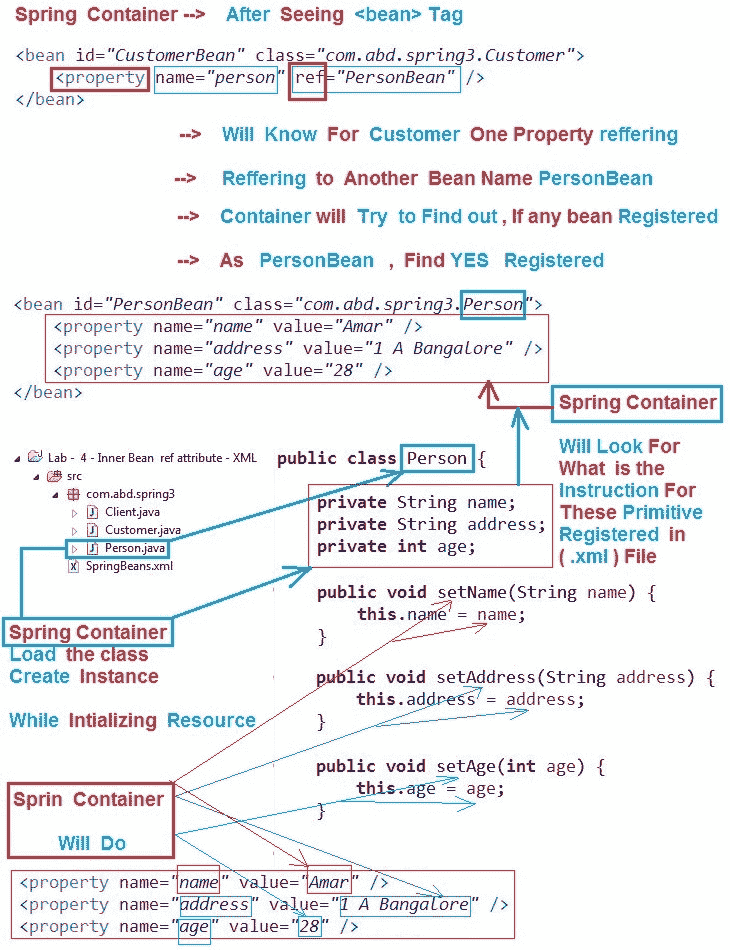 Spring Container --> After Seeing <bean> Tag
<bean id="CustomerBean" class="com.abd.spring3.Customer">
<property name="person" ref="PersonBean" />
</bean>
--> Will Know For Customer One Property reffering
--> Reffering to Another Bean Name PersonBean
--> Container will Try to Find out , If any bean Registered
--> As PersonBean , Find YES Registered
<bean id="PersonBean" class="com.abd.spring3.Person">
<property name="name" value="Amar" />
<property name="address" value="1 A Bangalore" />
<property name="age" value="28" />
</bean>
Spring Container
Will Look For
What is the
Instruction For
These Primitive
Registered in
( .xml ) File
Lab - 4 - Inner Bean ref attribute - XML
src
com.abd.spring3
Client.java
Customer.java
Person.java
SpringBeans.xml
public class Person {
private String name;
private String address;
private int age;
public void setName(String name) {
this.name = name;
}
public void setAddress(String address) {
this.address = address;
}
public void setAge(int age) {
this.age = age;
}
Spring Container
Load the class
Create Instance
While Intializing Resource
Sprin Container
Will Do
<property name="name" value="Amar" />
<property name="address" value="1 A Bangalore" />
<property name="age" value="28" />